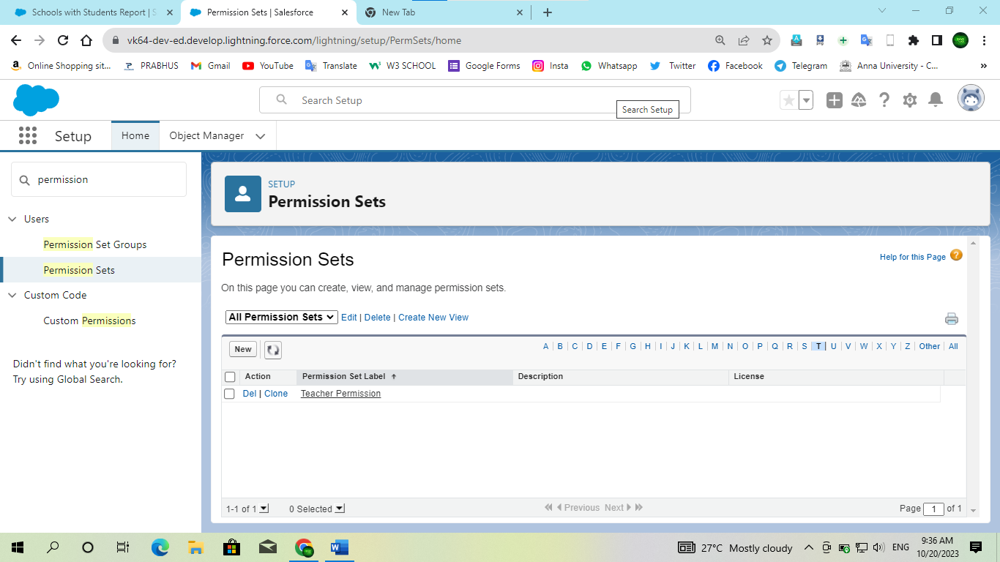 Schools with Students Report | S
Permission Sets | Salesforce
New Tab
vk64-dev-ed.develop.lightning.force.com/lightning/setup/PermSets/home
Online Shopping sit...
PRABHUS
Gmail
YouTube
Translate
W3 SCHOOL
Google Forms
Insta
Whatsapp
Twitter
Facebook
Telegram
Anna University - C...
»
Search Setup
Search Setup
Setup
Home
Object Manager
permission
Users
Permission Set Groups
Permission Sets
Custom Code
Custom Permissions
Didn't find what you're looking for?
Try using Global Search.
SETUP
Permission Sets
Permission Sets
Help for this Page ?
On this page you can create, view, and manage permission sets.
All Permission Sets Edit | Delete | Create New View
New
A | B | C | D | E | F | G | H | I | J | K | L | M | N | O | P | Q | R | S | T | U | V | W | X | Y | Z | Other | All
Action Permission Set Label Description License
Del | Clone Teacher Permission
1-1 of 1 0 Selected Previous Next Page 1 of 1
27°C Mostly cloudy
ENG
9:36 AM
10/20/2023